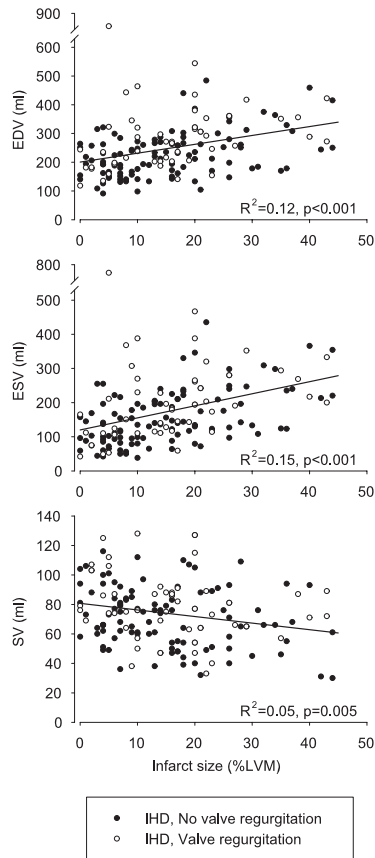 900
600
500
400
300
200
100
0
EDV (ml)
R²=0.12, p<0.001
0 10 20 30 40 50
800
500
400
300
200
100
0
ESV (ml)
R²=0.15, p<0.001
0 10 20 30 40 50
140
120
100
80
60
40
20
0
SV (ml)
R²=0.05, p=0.005
0 10 20 30 40 50
Infarct size (%LVM)
IHD, No valve regurgitation
IHD, Valve regurgitation